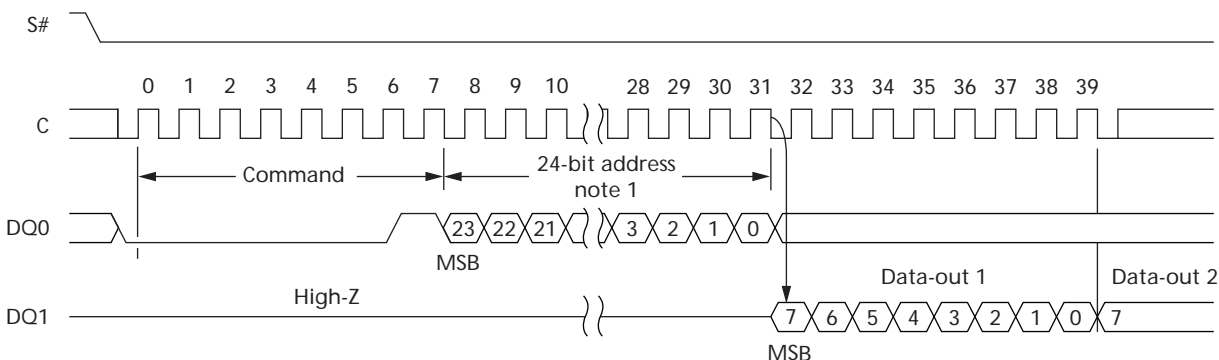 S#
0 1 2 3 4 5 6 7 8 9 10 28 29 30 31 32 33 34 35 36 37 38 39
C
Command
24-bit address
note 1
DQ0
23 22 21 3 2 1 0
MSB
Data-out 1 Data-out 2
High-Z
DQ1
7 6 5 4 3 2 1 0 7
MSB